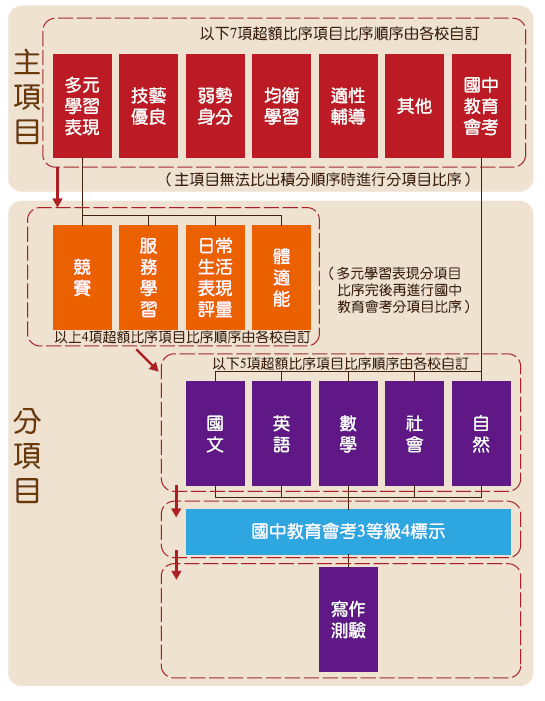 主項目
以下7項超額比序項目比序順序由各校自訂
多元
學習
表現
技藝
優良
弱勢
身分
均衡
學習
適性
輔導
其他
國中
教育
會考
（主項目無法比出積分順序時進行分項目比序）
分項目
競賽
服務
學習
日常
生活
表現
評量
體適能
以上4項超額比序項目比序順序由各校自訂
（多元學習表現分項目
比序完後再進行國中
教育會考分項目比序）
以下5項超額比序項目比序順序由各校自訂
國文
英語
數學
社會
自然
國中教育會考3等級4標示
寫作
測驗